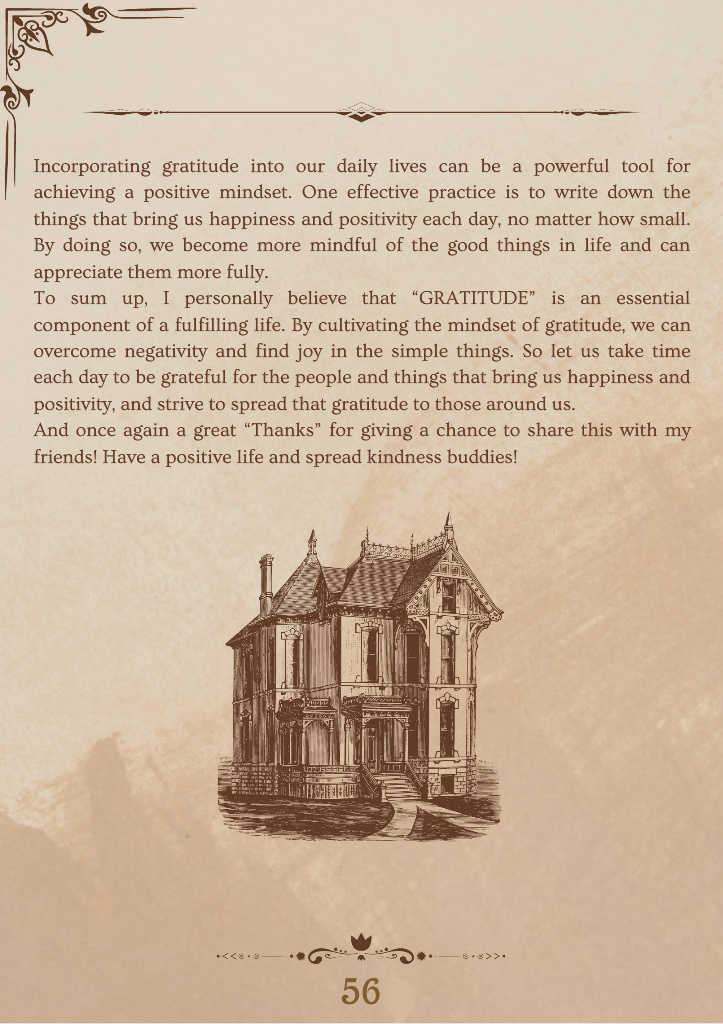 Incorporating gratitude into our daily lives can be a powerful tool for
achieving a positive mindset. One effective practice is to write down the
things that bring us happiness and positivity each day, no matter how small.
By doing so, we become more mindful of the good things in life and can
appreciate them more fully.
To sum up, I personally believe that “GRATITUDE” is an essential
component of a fulfilling life. By cultivating the mindset of gratitude, we can
overcome negativity and find joy in the simple things. So let us take time
each day to be grateful for the people and things that bring us happiness and
positivity, and strive to spread that gratitude to those around us.
And once again a great “Thanks” for giving a chance to share this with my
friends! Have a positive life and spread kindness buddies!
56